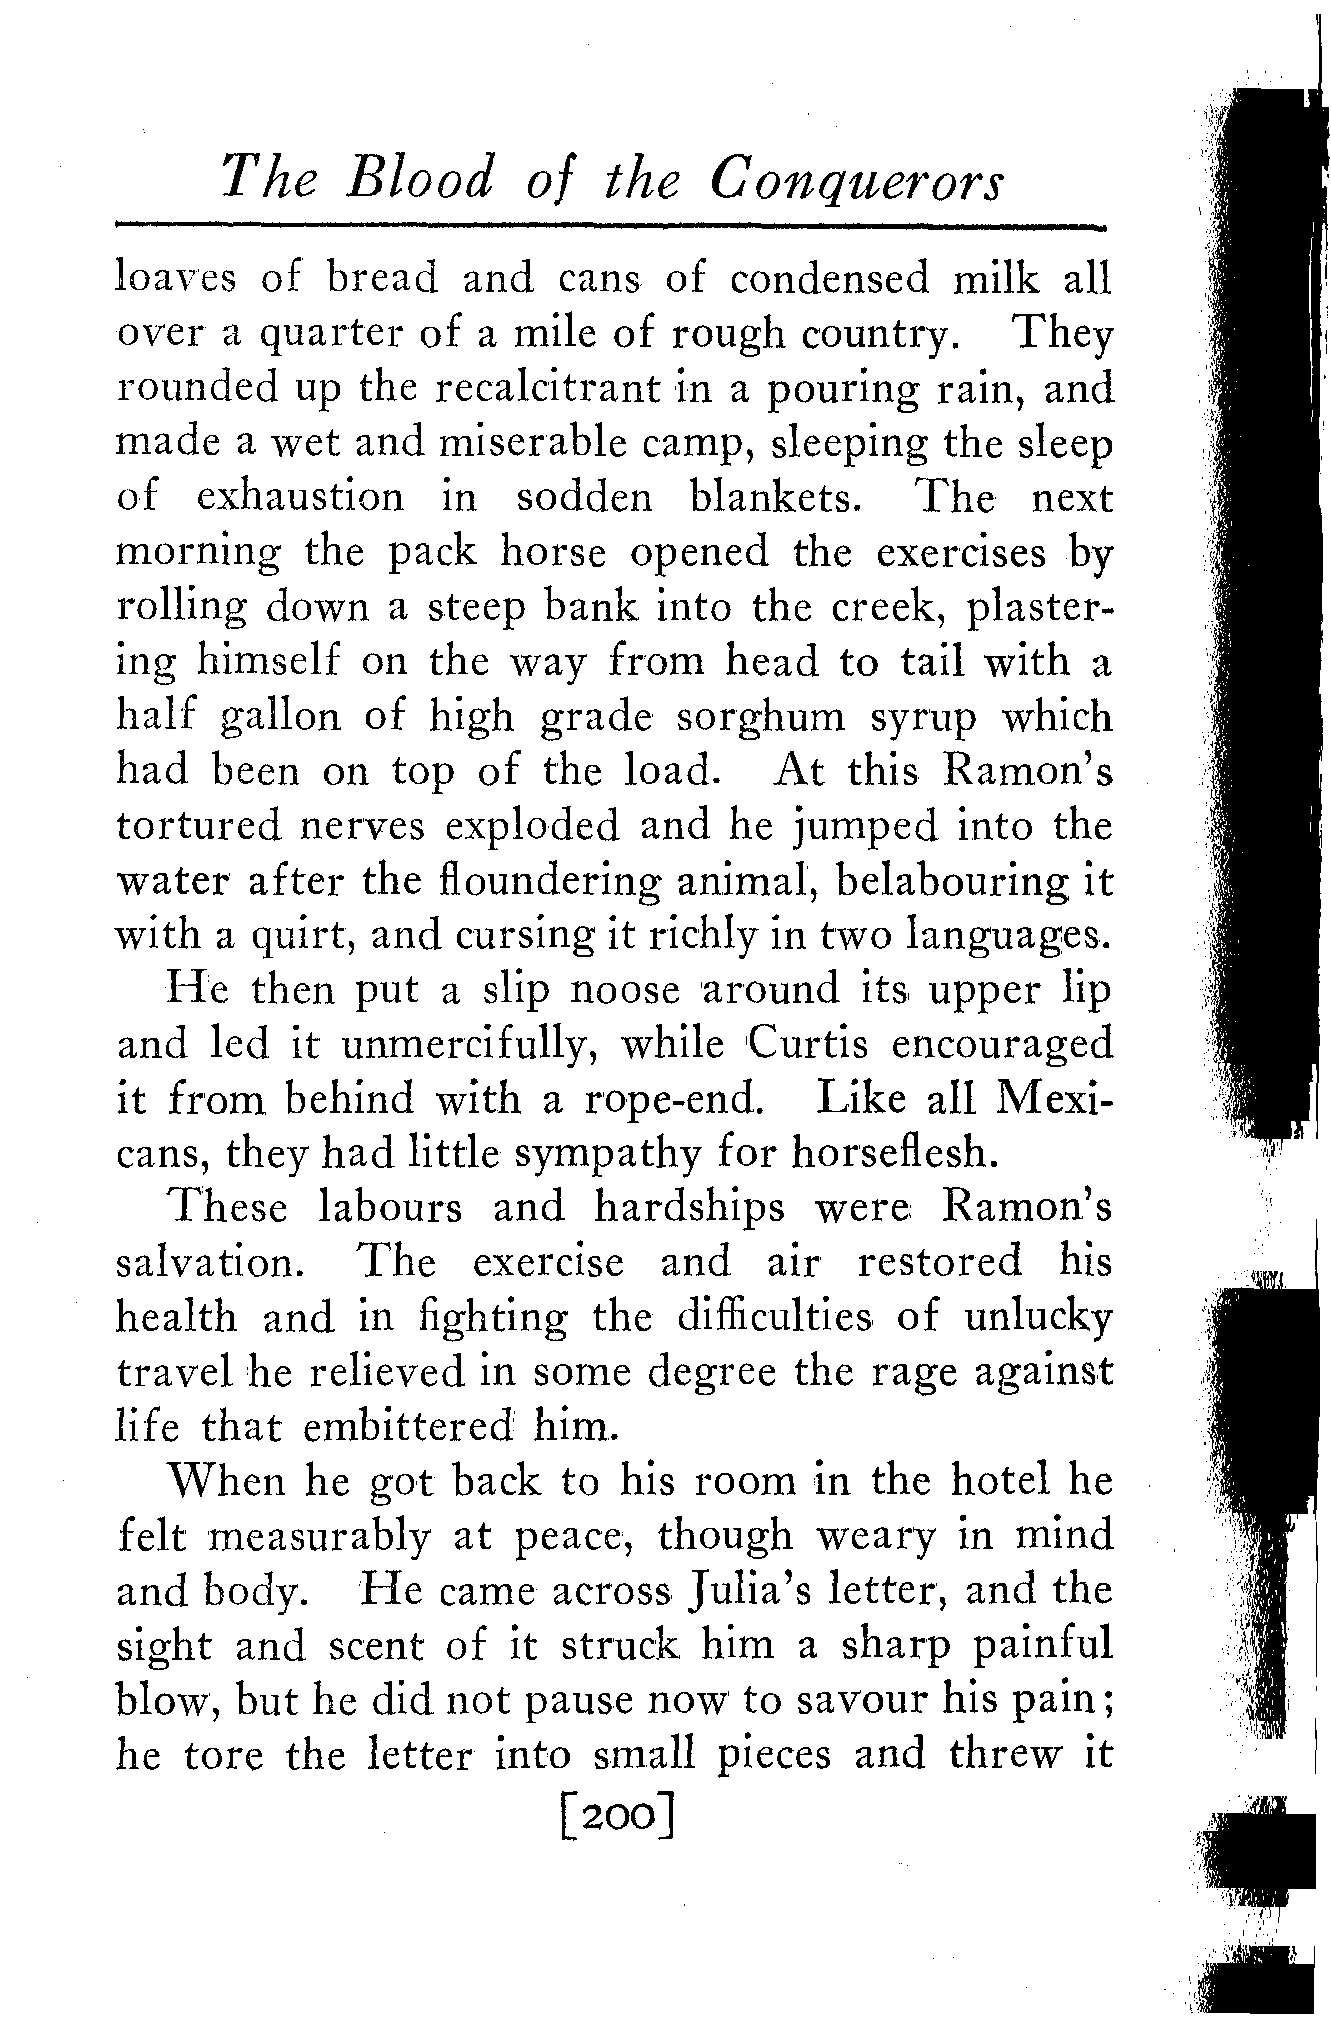 The Blood of the Conquerors
loaves of bread and cans of condensed milk all
over a quarter of a mile of rough country. They
rounded up the recalcitrant in a pouring rain, and
made a wet and miserable camp, sleeping the sleep
of exhaustion in sodden blankets. The next
morning the pack horse opened the exercises by
rolling down a steep bank into the creek, plaster-
ing himself on the way from head to tail with a
half gallon of high grade sorghum syrup which
had been on top of the load. At this Ramon's
tortured nerves exploded and he jumped into the
water after the floundering animal, belabouring it
with a quirt, and cursing it richly in two languages.
He then put a slip noose around its upper lip
and led it unmercifully, while Curtis encouraged
it from behind with a rope-end. Like all Mexi-
cans, they had little sympathy for horseflesh.
These labours and hardships were Ramon's
salvation. The exercise and air restored his
health and in fighting the difficulties of unlucky
travel he relieved in some degree the rage against
life that embittered him.
When he got back to his room in the hotel he
felt measurably at peace, though weary in mind
and body. He came across Julia's letter, and the
sight and scent of it struck him a sharp painful
blow, but he did not pause now to savour his pain;
he tore the letter into small pieces and threw it
[200]